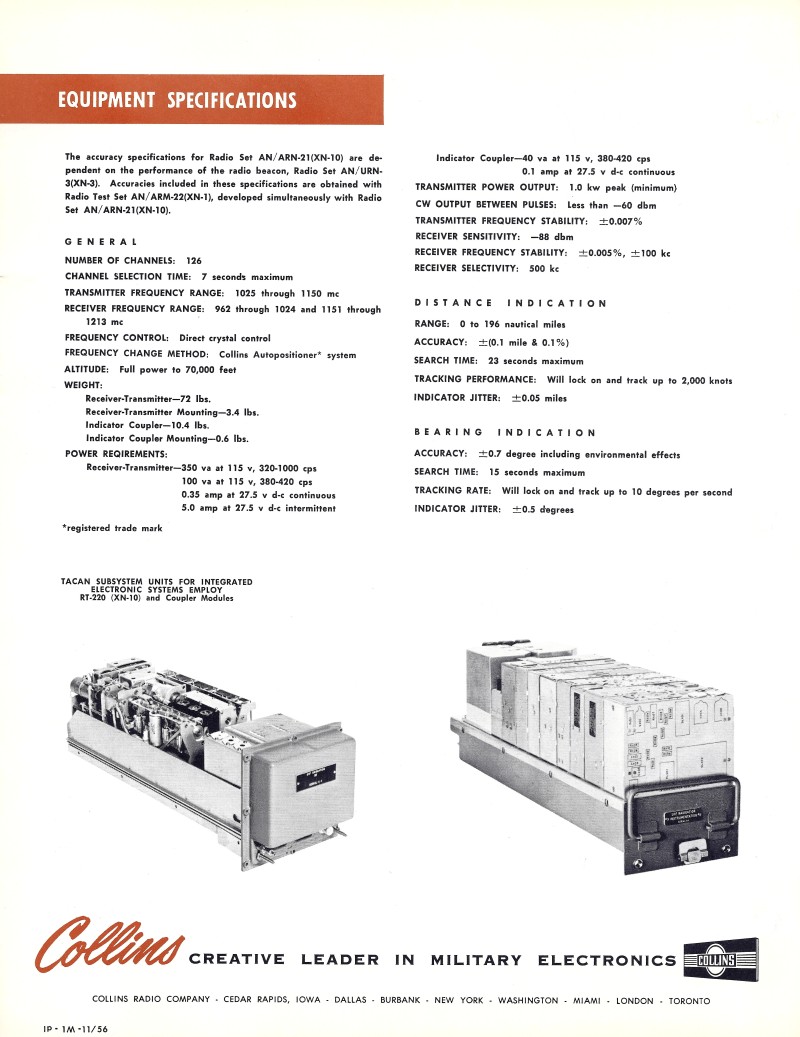 EQUIPMENT SPECIFICATIONS
The accuracy specifications for Radio Set AN/ARN-21(XN-10) are de-
pendent on the performance of the radio beacon, Radio Set AN/URN-
3(XN-3). Accuracies included in these specifications are obtained with
Radio Test Set AN/ARM-22(XN-1), developed simultaneously with Radio
Set AN/ARN-21(XN-10).
GENERAL
NUMBER OF CHANNELS: 126
CHANNEL SELECTION TIME: 7 seconds maximum
TRANSMITTER FREQUENCY RANGE: 1025 through 1150 mc
RECEIVER FREQUENCY RANGE: 962 through 1024 and 1151 through
1213 mc
FREQUENCY CONTROL: Direct crystal control
FREQUENCY CHANGE METHOD: Collins Autopositioner* system
ALTITUDE: Full power to 70,000 feet
WEIGHT:
Receiver-Transmitter—72 lbs.
Receiver-Transmitter Mounting—3.4 lbs.
Indicator Coupler—10.4 lbs.
Indicator Coupler Mounting—0.6 lbs.
POWER REQIREMENTS:
Receiver-Transmitter—350 va at 115 v, 320-1000 cps
100 va at 115 v, 380-420 cps
0.35 amp at 27.5 v d-c continuous
5.0 amp at 27.5 v d-c intermittent
*registered trade mark
Indicator Coupler—40 va at 115 v, 380-420 cps
0.1 amp at 27.5 v d-c continuous
TRANSMITTER POWER OUTPUT: 1.0 kw peak (minimum)
CW OUTPUT BETWEEN PULSES: Less than —60 dbm
TRANSMITTER FREQUENCY STABILITY: ±0.007%
RECEIVER SENSITIVITY: —88 dbm
RECEIVER FREQUENCY STABILITY: ±0.005%, ±100 kc
RECEIVER SELECTIVITY: 500 kc
DISTANCE INDICATION
RANGE: 0 to 196 nautical miles
ACCURACY: ±(0.1 mile & 0.1%)
SEARCH TIME: 23 seconds maximum
TRACKING PERFORMANCE: Will lock on and track up to 2,000 knots
INDICATOR JITTER: ±0.05 miles
BEARING INDICATION
ACCURACY: ±0.7 degree including environmental effects
SEARCH TIME: 15 seconds maximum
TRACKING RATE: Will lock on and track up to 10 degrees per second
INDICATOR JITTER: ±0.5 degrees
TACAN SUBSYSTEM UNITS FOR INTEGRATED
ELECTRONIC SYSTEMS EMPLOY
RT-220 (XN-10) and Coupler Modules
Collins CREATIVE LEADER IN MILITARY ELECTRONICS COLLINS
COLLINS RADIO COMPANY - CEDAR RAPIDS, IOWA - DALLAS - BURBANK - NEW YORK - WASHINGTON - MIAMI - LONDON - TORONTO
IP - 1M -11/56